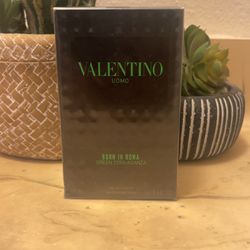 VALENTINO
UOMO
BORN IN ROMA
GREEN STRAVAGANZA